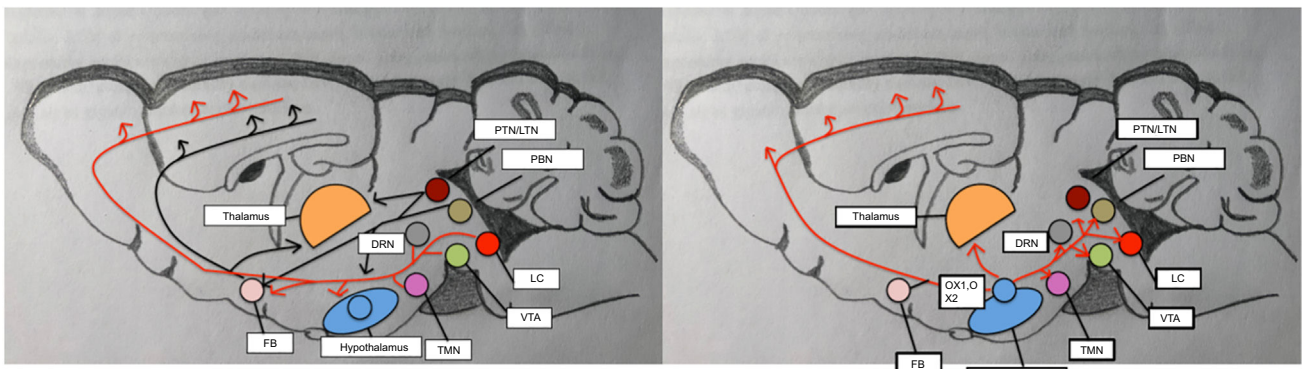 PTN/LTN
PBN
Thalamus
DRN
LC
VTA
FB
Hypothalamus
TMN
PTN/LTN
PBN
Thalamus
DRN
LC
OX1,O
X2
VTA
TMN
FB